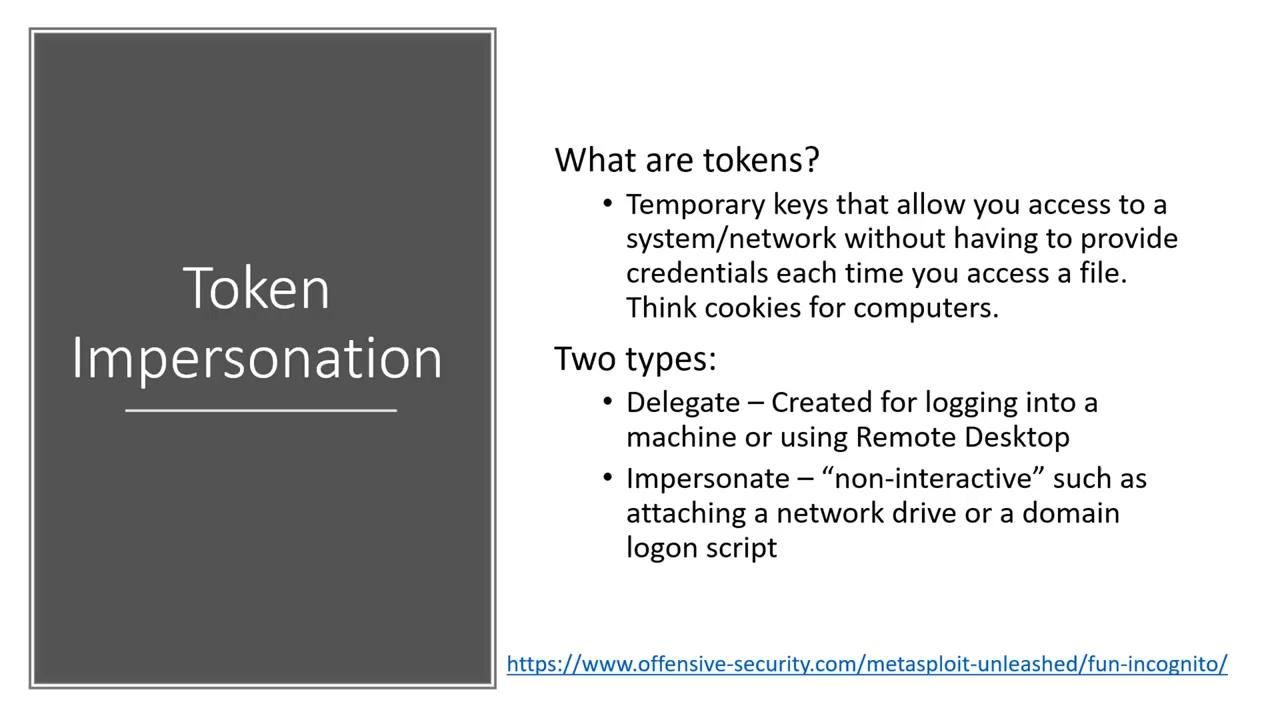 Token
Impersonation
What are tokens?
• Temporary keys that allow you access to a
system/network without having to provide
credentials each time you access a file.
Think cookies for computers.
Two types:
• Delegate – Created for logging into a
machine or using Remote Desktop
• Impersonate – “non-interactive” such as
attaching a network drive or a domain
logon script
https://www.offensive-security.com/metasploit-unleashed/fun-incognito/